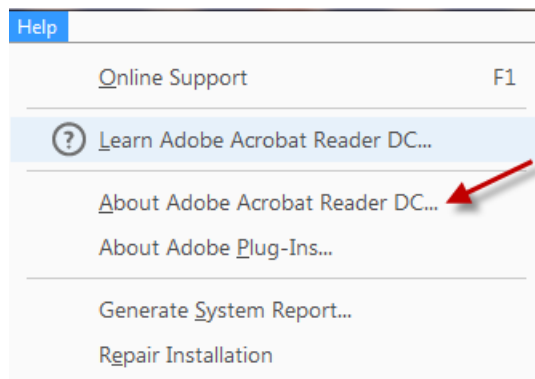 Help
Online Support F1
? Learn Adobe Acrobat Reader DC...
About Adobe Acrobat Reader DC...
About Adobe Plug-Ins...
Generate System Report...
Repair Installation